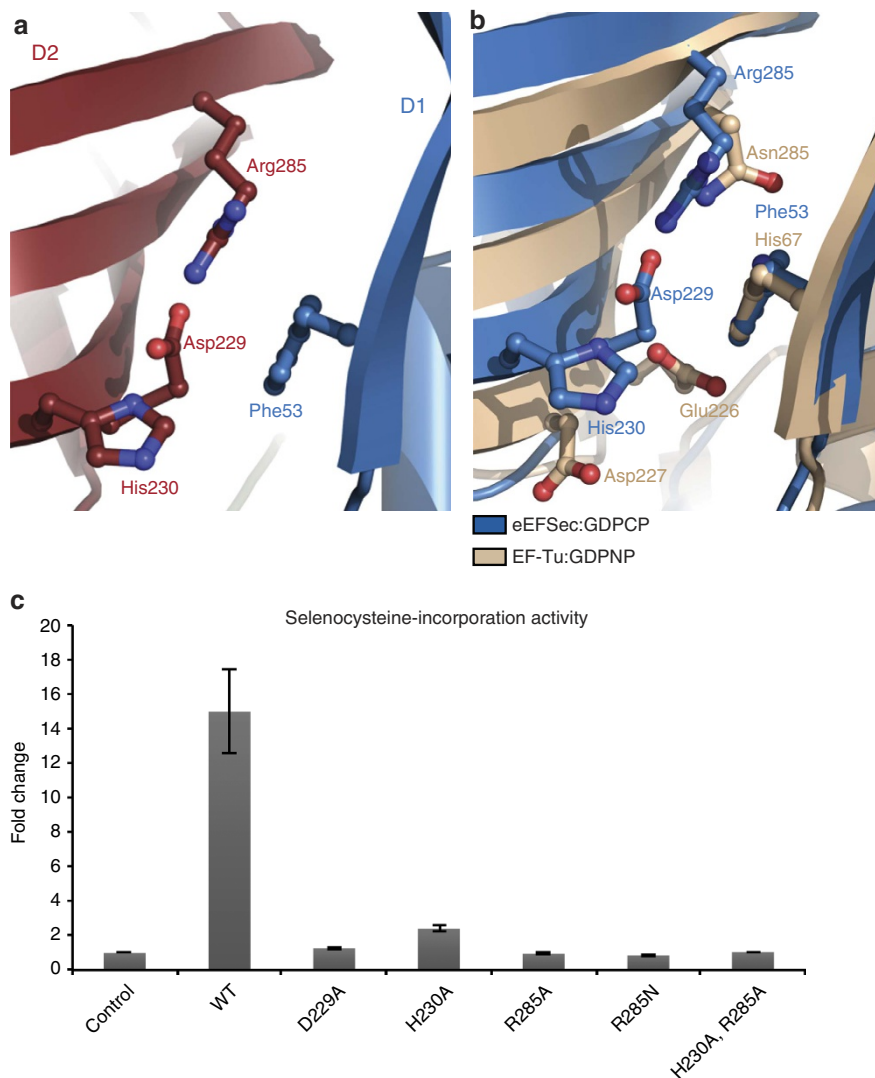 a
D2
D1
Arg285
Asp229
Phe53
His230
b
Arg285
Asn285
Phe53
His67
Asp229
Glu226
His230
Asp227
eEFSec:GDPCP
EF-Tu:GDPNP
c
Selenocysteine-incorporation activity
Fold change
20
18
16
14
12
10
8
6
4
2
0
Control
WT
D229A
H230A
R285A
R285N
H230A, R285A